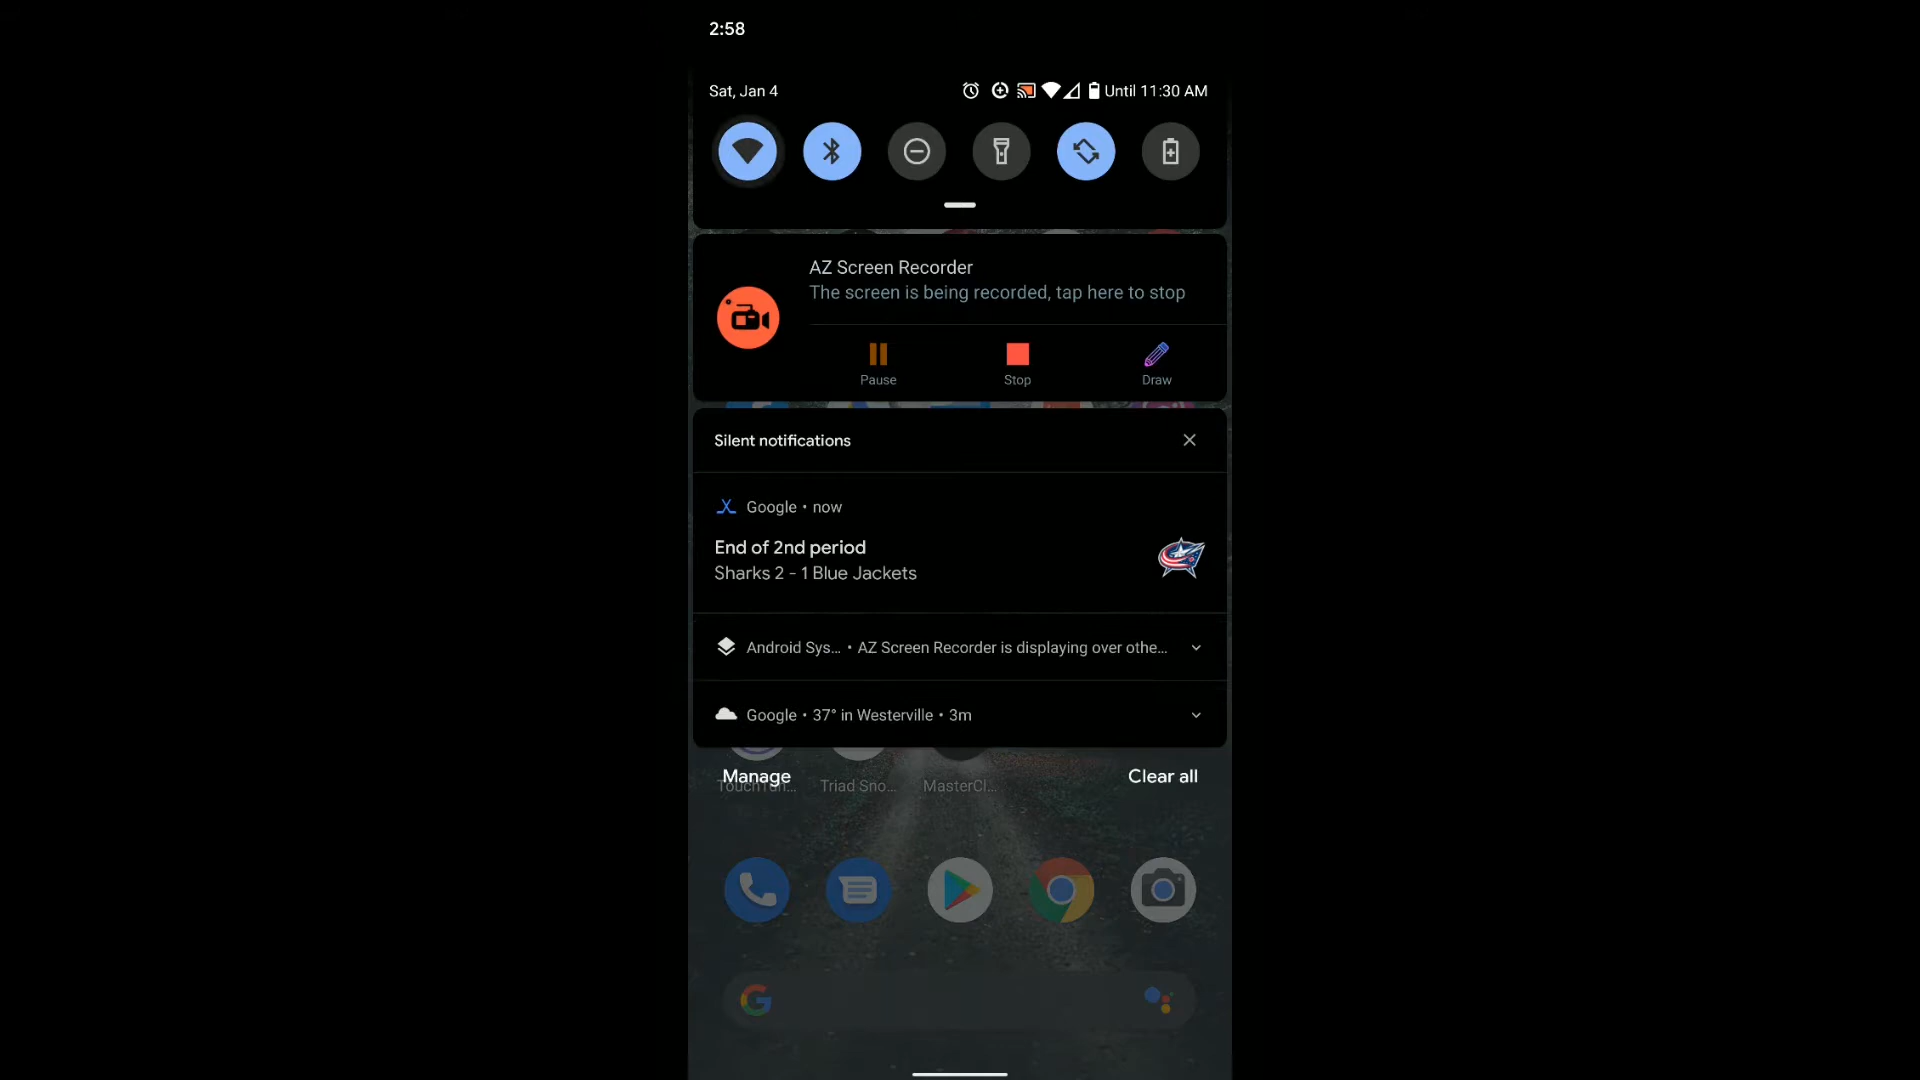 2:58
Sat, Jan 4
Until 11:30 AM
AZ Screen Recorder
The screen is being recorded, tap here to stop
Pause
Stop
Draw
Silent notifications
Google • now
End of 2nd period
Sharks 2 - 1 Blue Jackets
Android Sys... • AZ Screen Recorder is displaying over othe...
Google • 37° in Westerville • 3m
Manage
Clear all
TouchTun...
Triad Sno...
MasterCl...